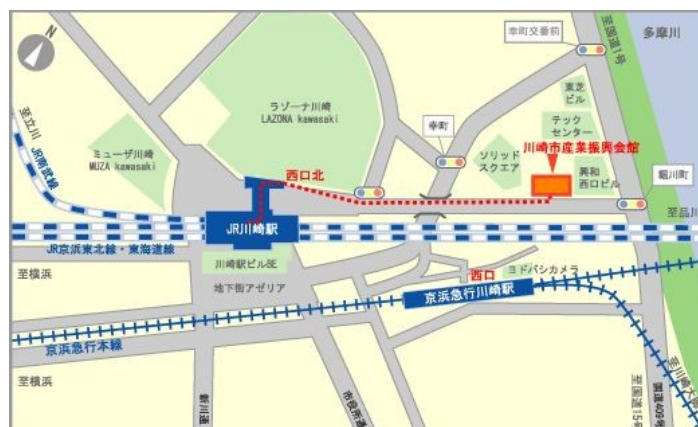 N
至国道1号
多摩川
幸町交番前
東芝
ビル
ラゾーナ川崎
LAZONA kawasaki
テック
センター
幸町
川崎市産業振興会館
至立川
JR南武線
ミューザ川崎
MUZA kawasaki
ソリッド
スクエア
興和
西口ビル
西口北
堀川町
JR川崎駅
至品川
JR京浜東北線・東海道線
川崎駅ビルBE
西口
ヨドバシカメラ
至横浜
地下街アゼリア
京浜急行川崎駅
京浜急行本線
至横浜
新川通
市役所通
至国道15号
国道409号
至川崎大師